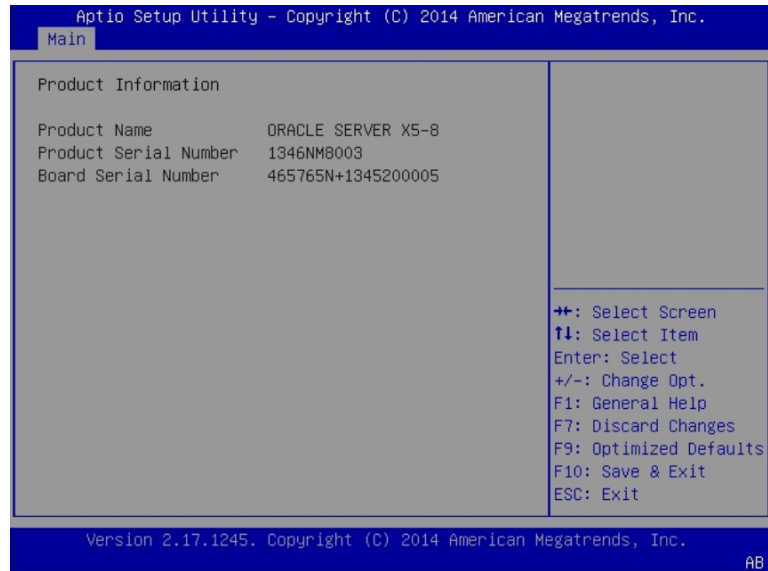 Aptio Setup Utility – Copyright (C) 2014 American Megatrends, Inc.
Main
Product Information
Product Name ORACLE SERVER X5-8
Product Serial Number 1346NM8003
Board Serial Number 465765N+1345200005
→←: Select Screen
↑↓: Select Item
Enter: Select
+/-: Change Opt.
F1: General Help
F7: Discard Changes
F9: Optimized Defaults
F10: Save & Exit
ESC: Exit
Version 2.17.1245. Copyright (C) 2014 American Megatrends, Inc.
AB